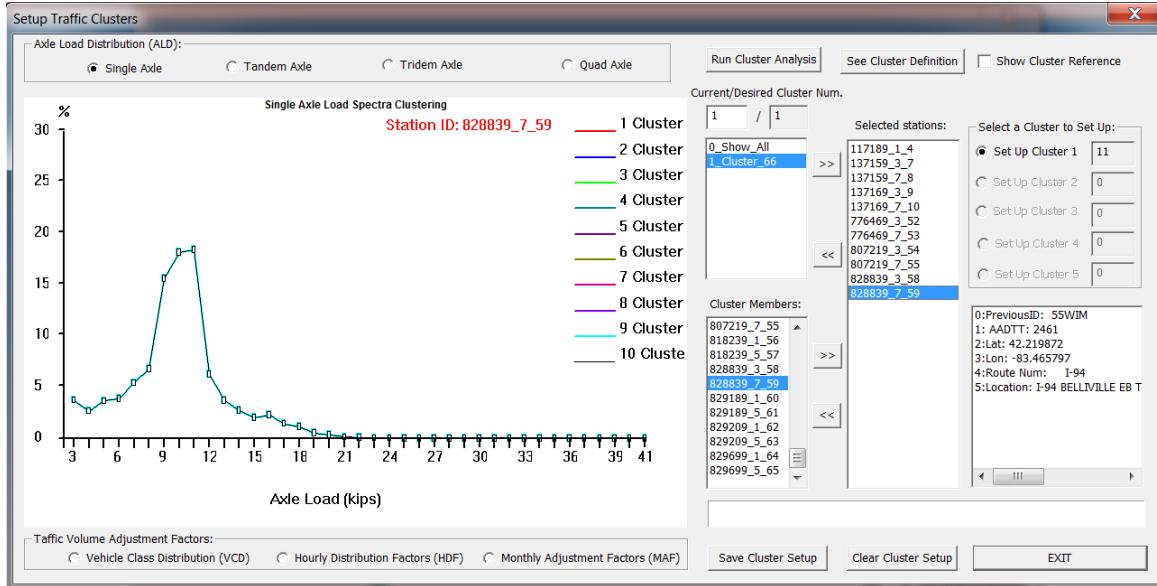 Setup Traffic Clusters
X
Axle Load Distribution (ALD):
Single Axle
Tandem Axle
Tridem Axle
Quad Axle
Run Cluster Analysis
See Cluster Definition
Show Cluster Reference
Single Axle Load Spectra Clustering
Station ID: 828839_7_59
%
30
25
20
15
10
5
0
3 6 9 12 15 18 21 24 27 30 33 36 39 41
Axle Load (kips)
1 Cluster
2 Cluster
3 Cluster
4 Cluster
5 Cluster
6 Cluster
7 Cluster
8 Cluster
9 Cluster
10 Cluste
Current/Desired Cluster Num.
1 / 1
0_Show_All
1_Cluster_66
>>
<<
Cluster Members:
807219_7_55
818239_1_56
818239_5_57
828839_3_58
828839_7_59
829189_1_60
829189_5_61
829209_1_62
829209_5_63
829699_1_64
829699_5_65
>>
<<
Selected stations:
117189_1_4
137159_3_7
137159_7_8
137169_3_9
137169_7_10
776469_3_52
776469_7_53
807219_3_54
807219_7_55
828839_3_58
828839_7_59
Select a Cluster to Set Up:
Set Up Cluster 1 11
Set Up Cluster 2 0
Set Up Cluster 3 0
Set Up Cluster 4 0
Set Up Cluster 5 0
0:PreviousID: 55WIM
1: AADTT: 2461
2:Lat: 42.219872
3:Lon: -83.465797
4:Route Num: I-94
5:Location: I-94 BELLIVILLE EB T
Taffic Volume Adjustment Factors:
Vehicle Class Distribution (VCD)
Hourly Distribution Factors (HDF)
Monthly Adjustment Factors (MAF)
Save Cluster Setup
Clear Cluster Setup
EXIT